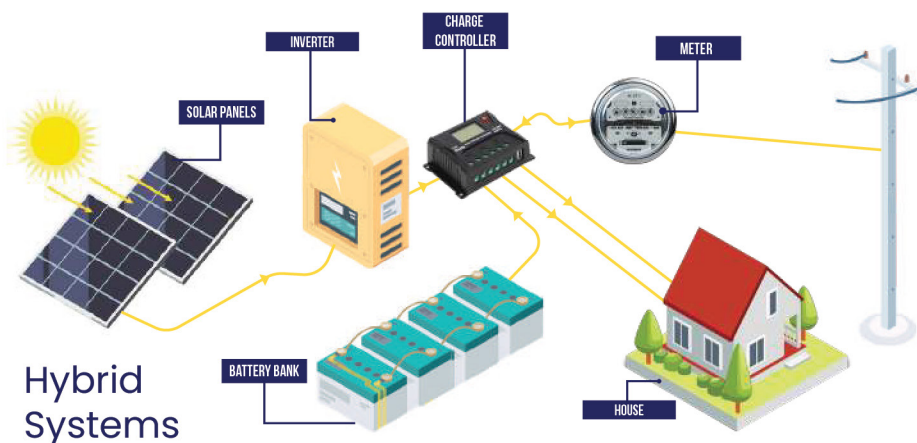 INVERTER
CHARGE
CONTROLLER
METER
SOLAR PANELS
BATTERY BANK
HOUSE
Hybrid
Systems